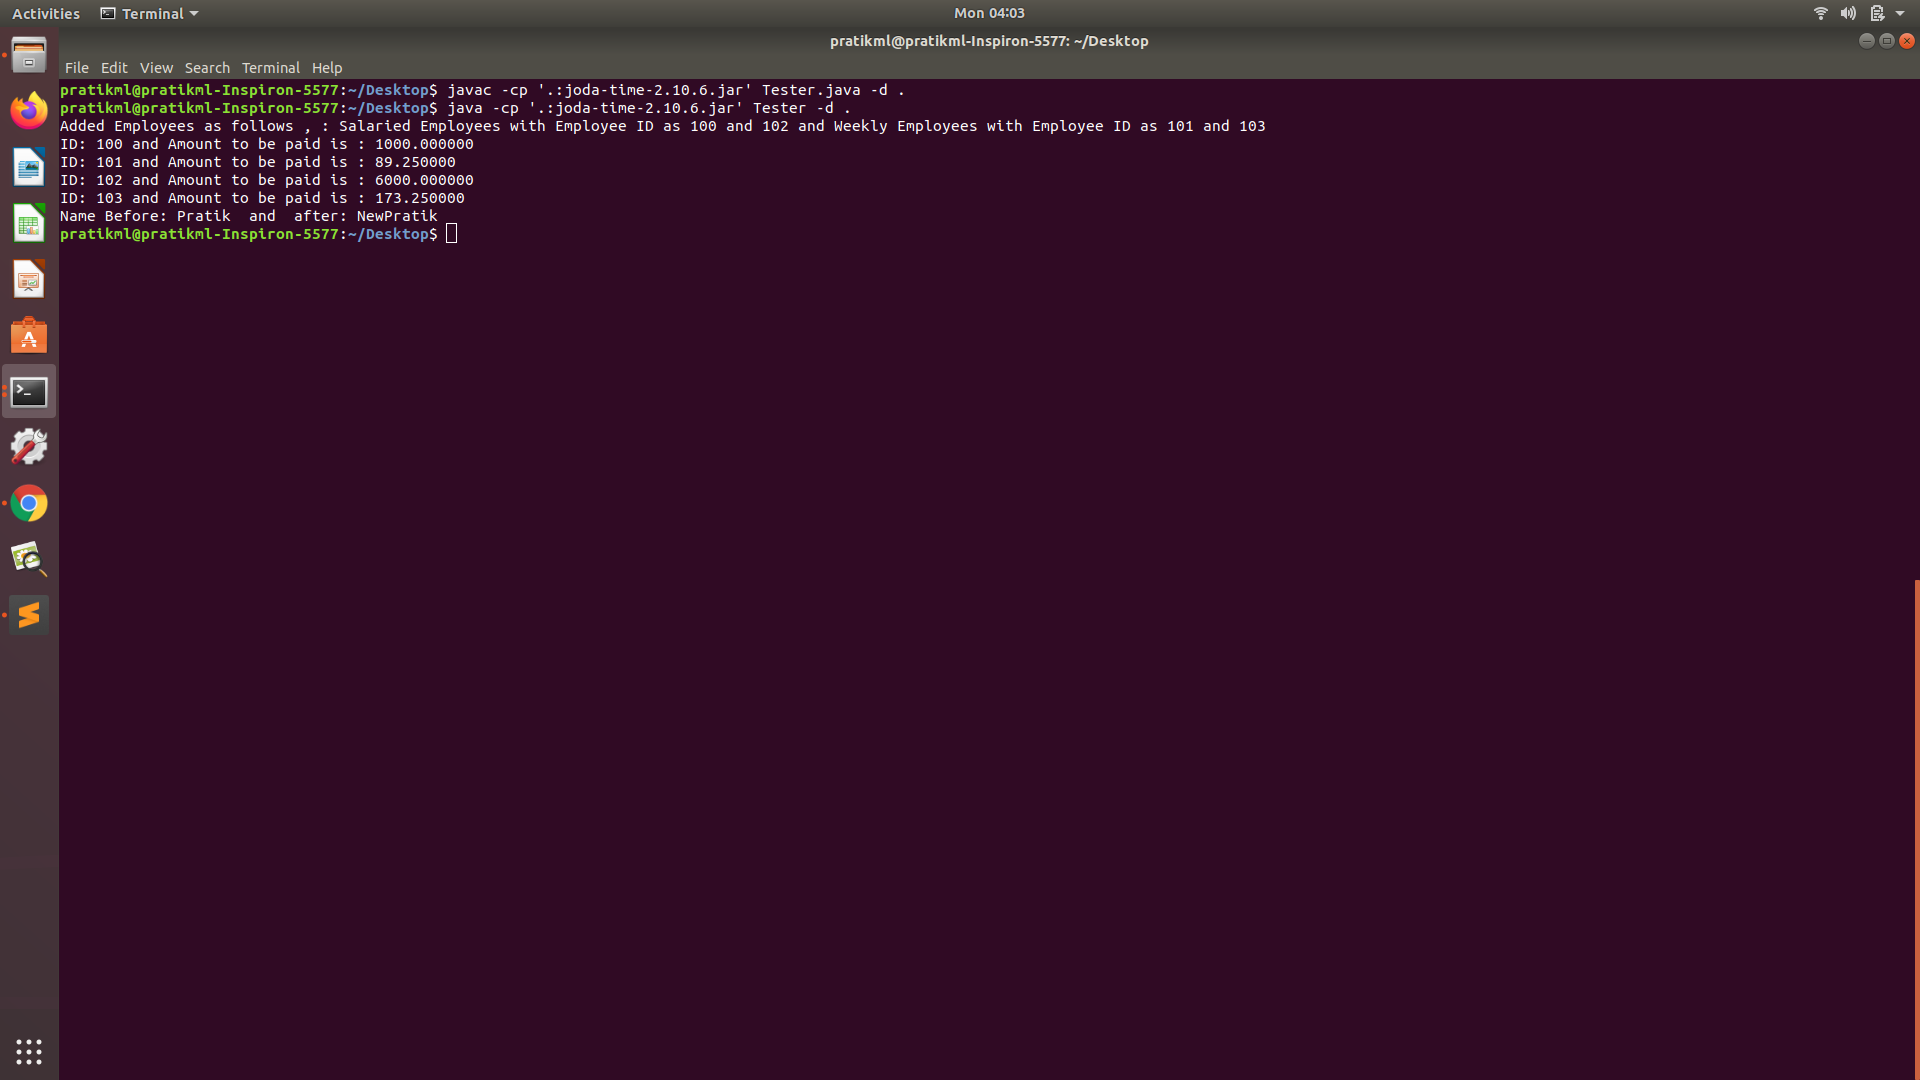 Activities Terminal Mon 04:03
pratikml@pratikml-Inspiron-5577: ~/Desktop
File Edit View Search Terminal Help
pratikml@pratikml-Inspiron-5577:~/Desktop$ javac -cp '.:joda-time-2.10.6.jar' Tester.java -d .
pratikml@pratikml-Inspiron-5577:~/Desktop$ java -cp '.:joda-time-2.10.6.jar' Tester -d .
Added Employees as follows , : Salaried Employees with Employee ID as 100 and 102 and Weekly Employees with Employee ID as 101 and 103
ID: 100 and Amount to be paid is : 1000.000000
ID: 101 and Amount to be paid is : 89.250000
ID: 102 and Amount to be paid is : 6000.000000
ID: 103 and Amount to be paid is : 173.250000
Name Before: Pratik  and  after: NewPratik
pratikml@pratikml-Inspiron-5577:~/Desktop$